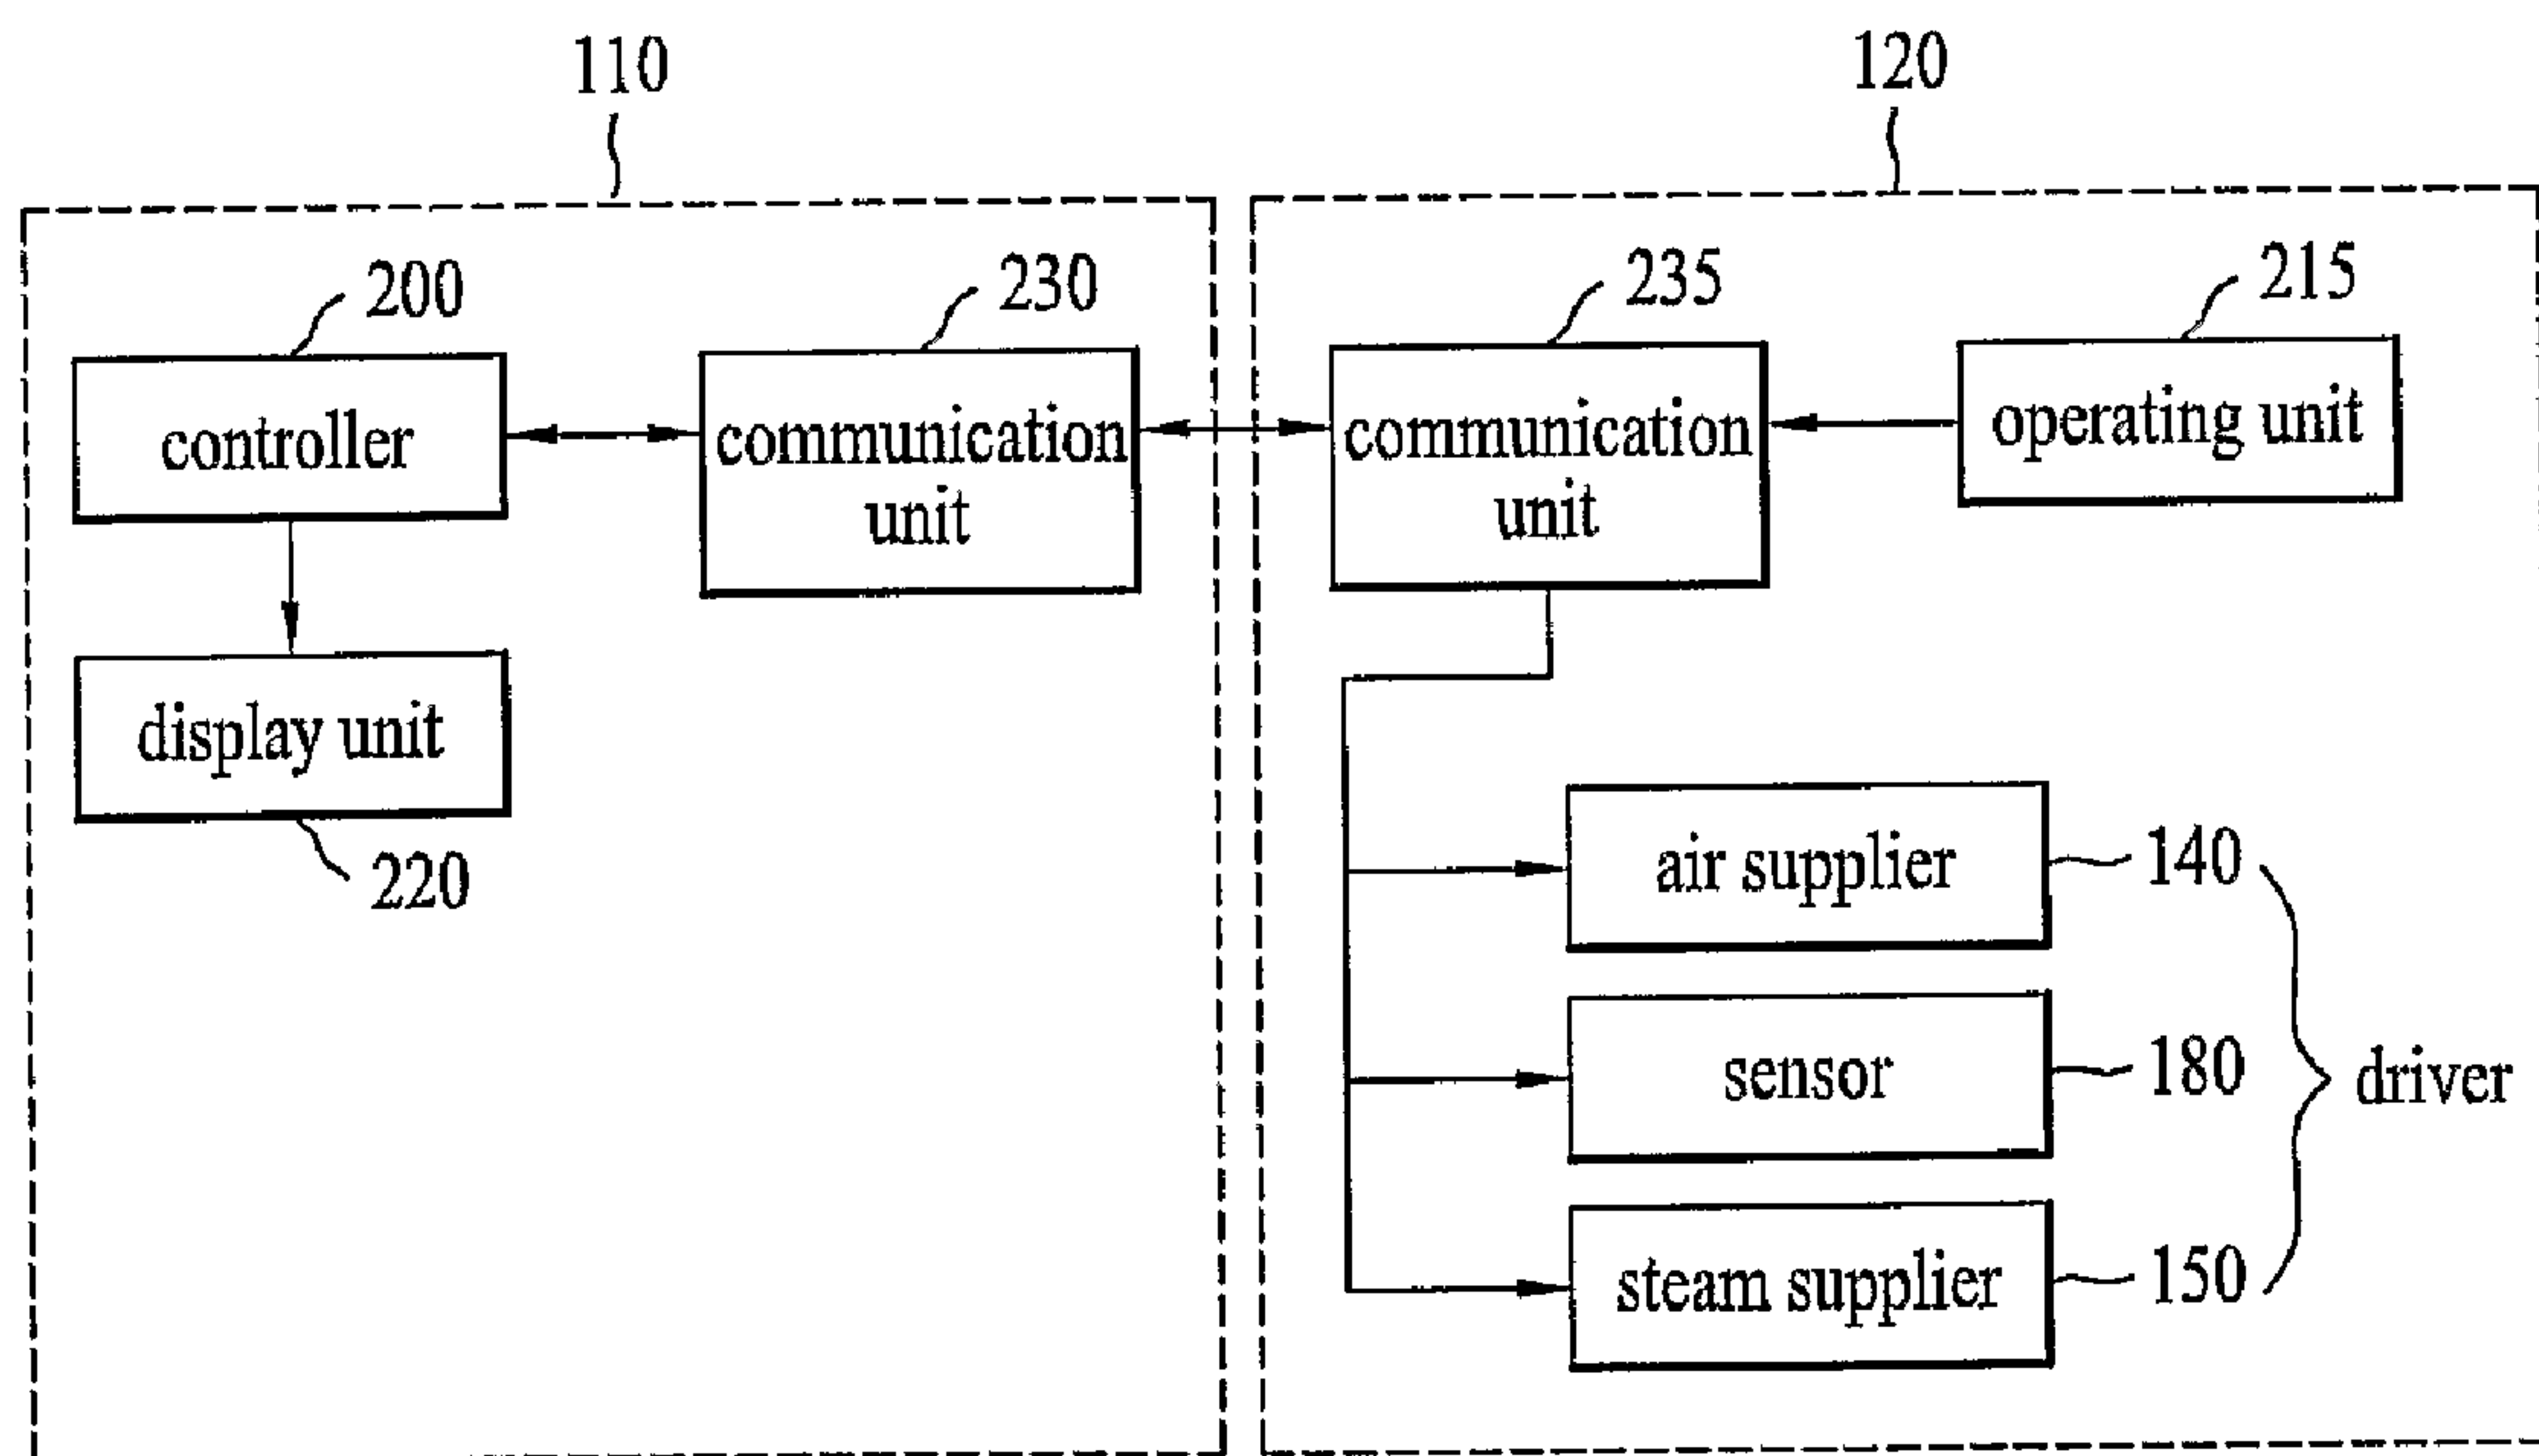 110
120
200
controller
230
communication
unit
235
communication
unit
215
operating unit
display unit
220
air supplier
140
sensor
180
steam supplier
150
driver